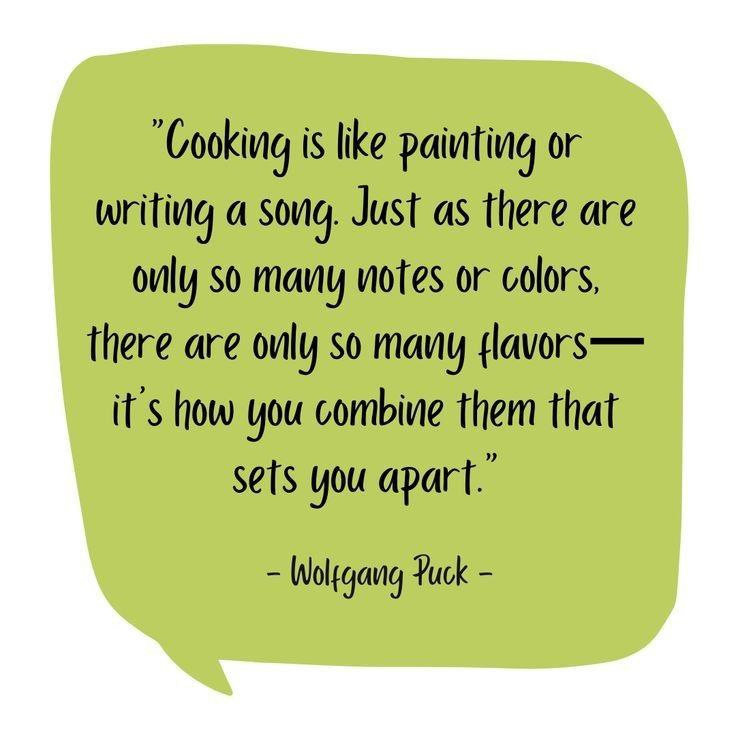 "Cooking is like painting or
writing a song. Just as there are
only so many notes or colors,
there are only so many flavors—
it's how you combine them that
sets you apart."
- Wolfgang Puck -